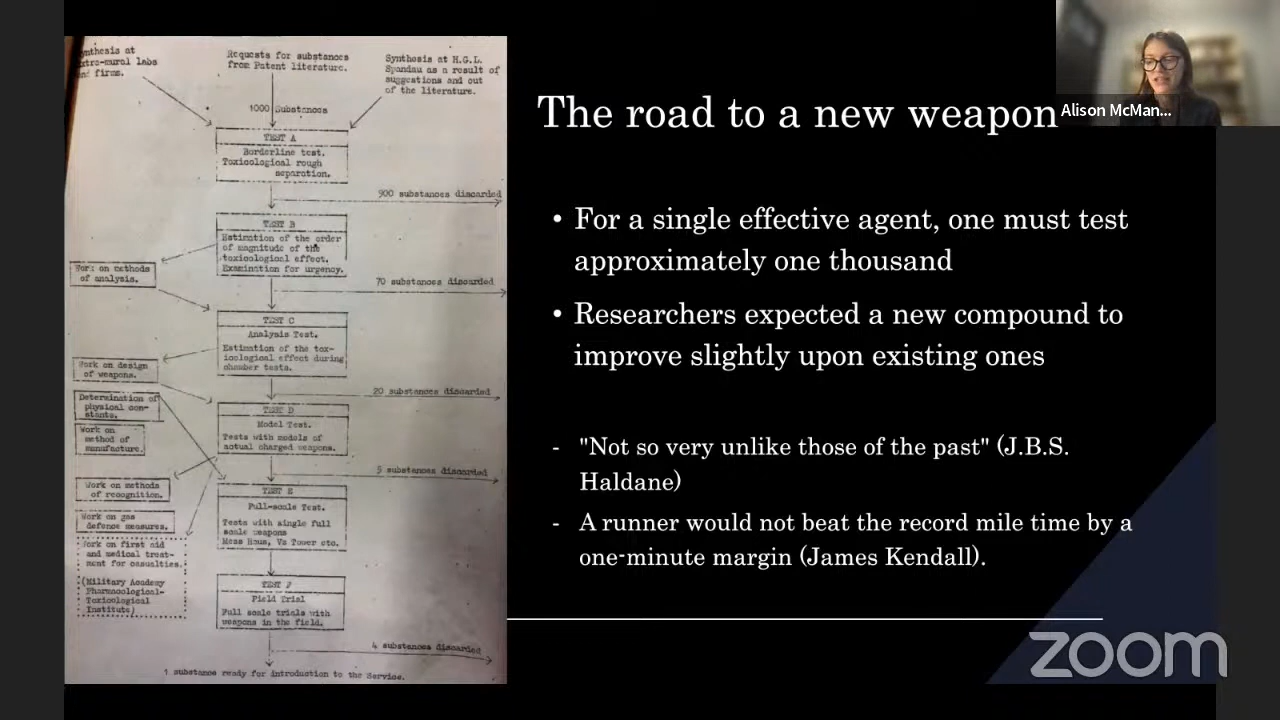 ynthesis at
xtra-mural labs
nd firms.
Requests for substances
from Patent literature.
Synthesis at H.G.L.
Spandau as a result of
suggestions and out
of the literature.
1000 Substances
TEST A
Borderline test.
Toxicological rough
separation.
900 substances discarded
TEST B
Estimation of the order
of magnitude of the
toxicological effect.
Examination for urgency.
Work on methods
of analysis.
70 substances discarded
TEST C
Analysis Test.
Estimation of the tox-
icological effect during
chamber tests.
Work on design
of weapons.
20 substances discarded
Determination of
physical con-
stants.
TEST D
Model Test.
Tests with models of
actual charged weapons.
Work on
method of
manufacture.
5 substances discarded
Work on methods
of recognition.
TEST E
Full-scale Test.
Tests with single full
scale weapons
Mess Haus, Vs Tower etc.
Work on gas
defence measures.
Work on first aid
and medical treat-
ment for casualties.
(Military Academy
Pharmacological-
Toxicological
Institute)
TEST F
Field Trial
Full scale trials with
weapons in the field.
4 substances discarded
1 substance ready for introduction to the Service.
The road to a new weapon
Alison McMan...
• For a single effective agent, one must test
approximately one thousand
• Researchers expected a new compound to
improve slightly upon existing ones
- "Not so very unlike those of the past" (J.B.S.
Haldane)
- A runner would not beat the record mile time by a
one-minute margin (James Kendall).
zoom